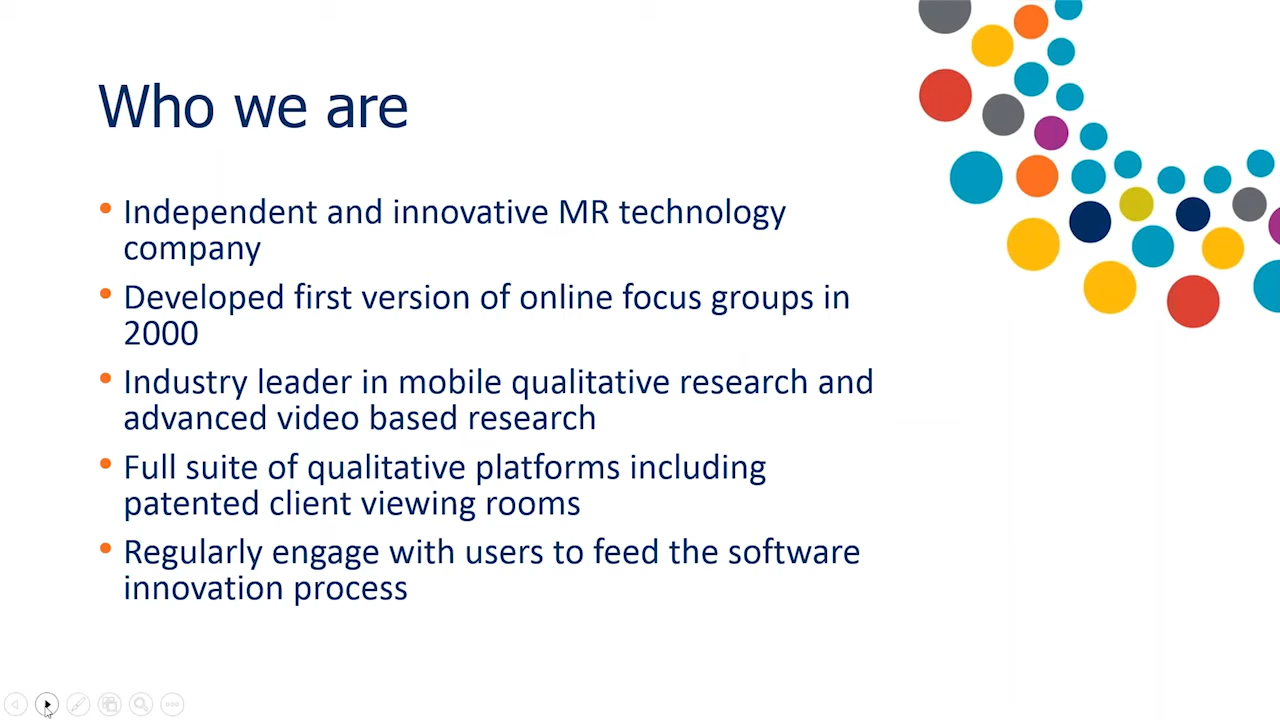 Who we are
• Independent and innovative MR technology
company
• Developed first version of online focus groups in
2000
• Industry leader in mobile qualitative research and
advanced video based research
• Full suite of qualitative platforms including
patented client viewing rooms
• Regularly engage with users to feed the software
innovation process